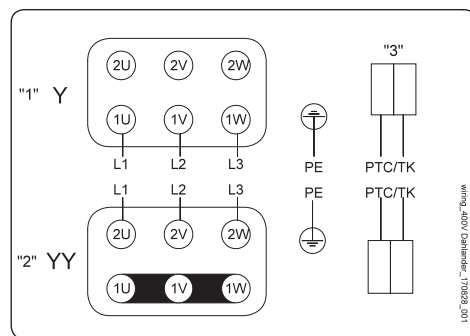 "3"
2U 2V 2W
"1" Y
1U 1V 1W
L1 L2 L3 PE PTC/TK
L1 L2 L3 PE PTC/TK
2U 2V 2W
"2" YY
1U 1V 1W
wiring_400V Dahlander_170828_001